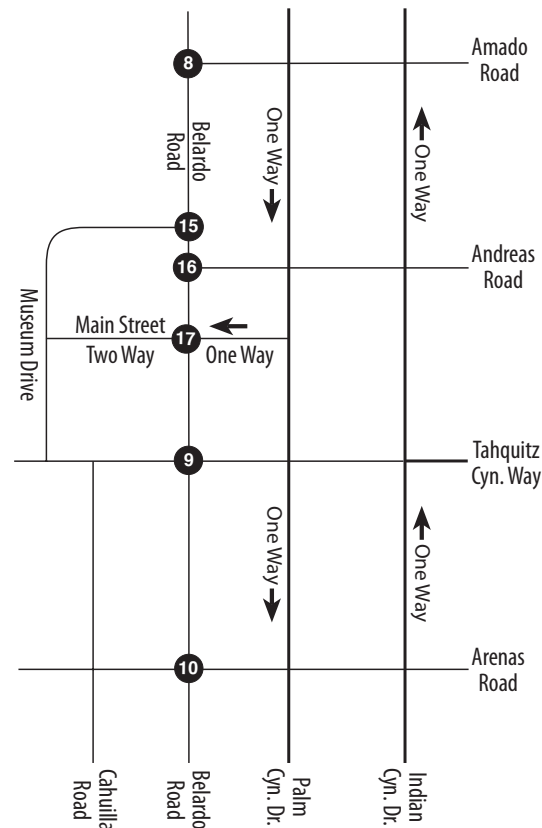 8
Amado
Road
Belardo
Road
One Way
One Way
15
16
Andreas
Road
Museum Drive
Main Street
Two Way
17
One Way
9
Tahquitz
Cyn. Way
One Way
One Way
10
Arenas
Road
Cahuilla
Road
Belardo
Road
Palm
Cyn. Dr.
Indian
Cyn. Dr.